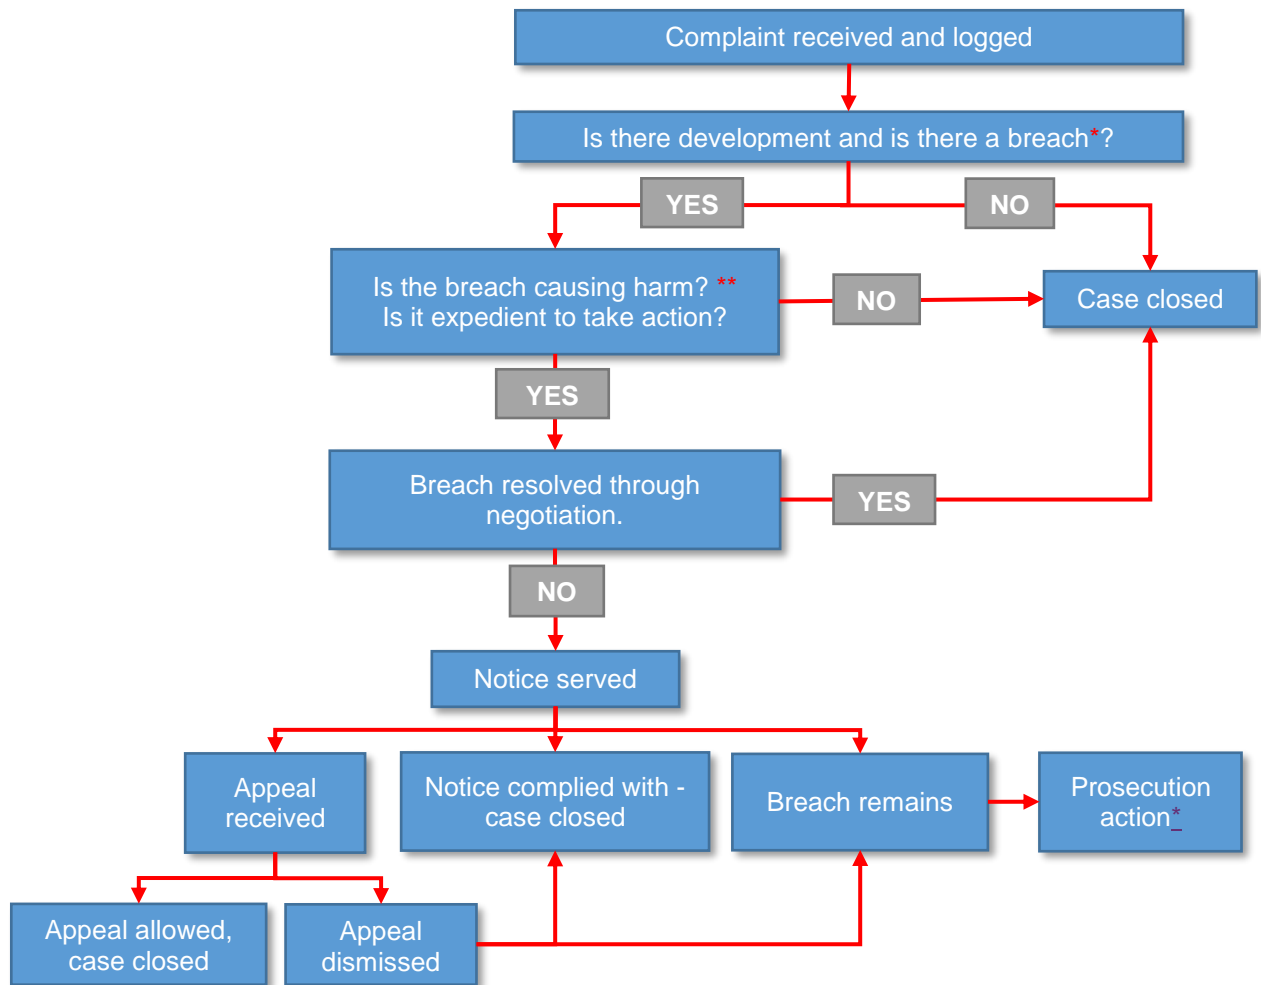 Complaint received and logged
Is there development and is there a breach*?
YES
NO
Is the breach causing harm? **
Is it expedient to take action?
NO
Case closed
YES
Breach resolved through
negotiation.
YES
NO
Notice served
Appeal
received
Notice complied with -
case closed
Breach remains
Prosecution
action*
Appeal allowed,
case closed
Appeal
dismissed